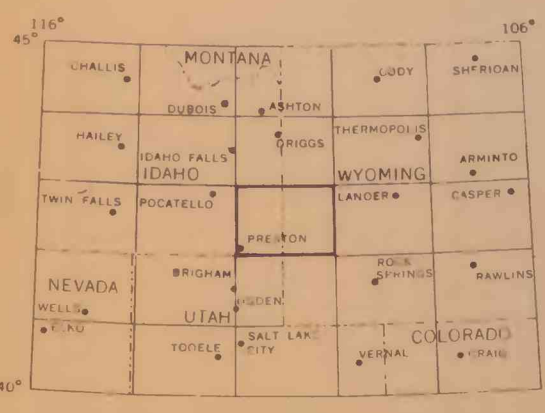 116°
106°
45°
MONTANA
CHALLIS
CODY
SHERIDAN
DUBOIS
ASHTON
HAILEY
DRIGGS
THERMOPOLIS
IDAHO FALLS
IDAHO
WYOMING
ARMINTO
TWIN FALLS
POCATELLO
LANDER
CASPER
PRESTON
NEVADA
BRIGHAM
ROCK
SPRINGS
RAWLINS
WELLS
OGDEN
UTAH
ELKO
SALT LAKE
CITY
COLORADO
TOOELE
VERNAL
CRAIG
40°